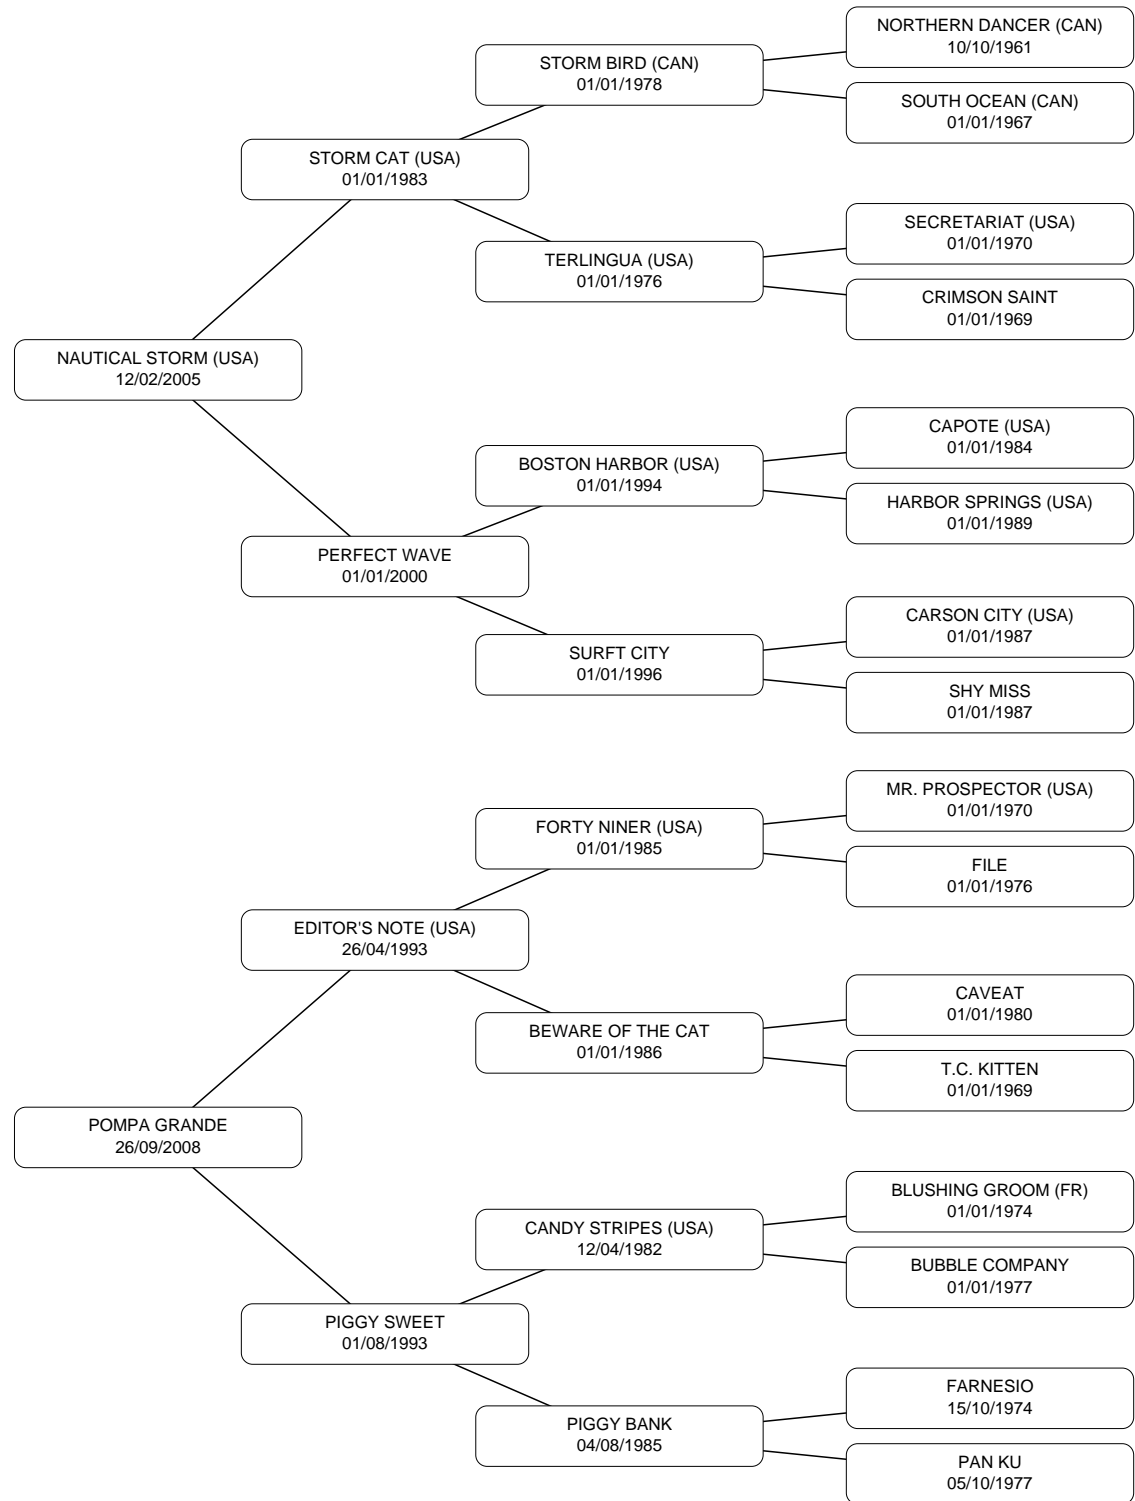 NORTHERN DANCER (CAN)
10/10/1961
STORM BIRD (CAN)
01/01/1978
SOUTH OCEAN (CAN)
01/01/1967
STORM CAT (USA)
01/01/1983
SECRETARIAT (USA)
01/01/1970
TERLINGUA (USA)
01/01/1976
CRIMSON SAINT
01/01/1969
NAUTICAL STORM (USA)
12/02/2005
CAPOTE (USA)
01/01/1984
BOSTON HARBOR (USA)
01/01/1994
HARBOR SPRINGS (USA)
01/01/1989
PERFECT WAVE
01/01/2000
CARSON CITY (USA)
01/01/1987
SURFT CITY
01/01/1996
SHY MISS
01/01/1987
MR. PROSPECTOR (USA)
01/01/1970
FORTY NINER (USA)
01/01/1985
FILE
01/01/1976
EDITOR'S NOTE (USA)
26/04/1993
CAVEAT
01/01/1980
BEWARE OF THE CAT
01/01/1986
T.C. KITTEN
01/01/1969
POMPA GRANDE
26/09/2008
BLUSHING GROOM (FR)
01/01/1974
CANDY STRIPES (USA)
12/04/1982
BUBBLE COMPANY
01/01/1977
PIGGY SWEET
01/08/1993
FARNESIO
15/10/1974
PIGGY BANK
04/08/1985
PAN KU
05/10/1977